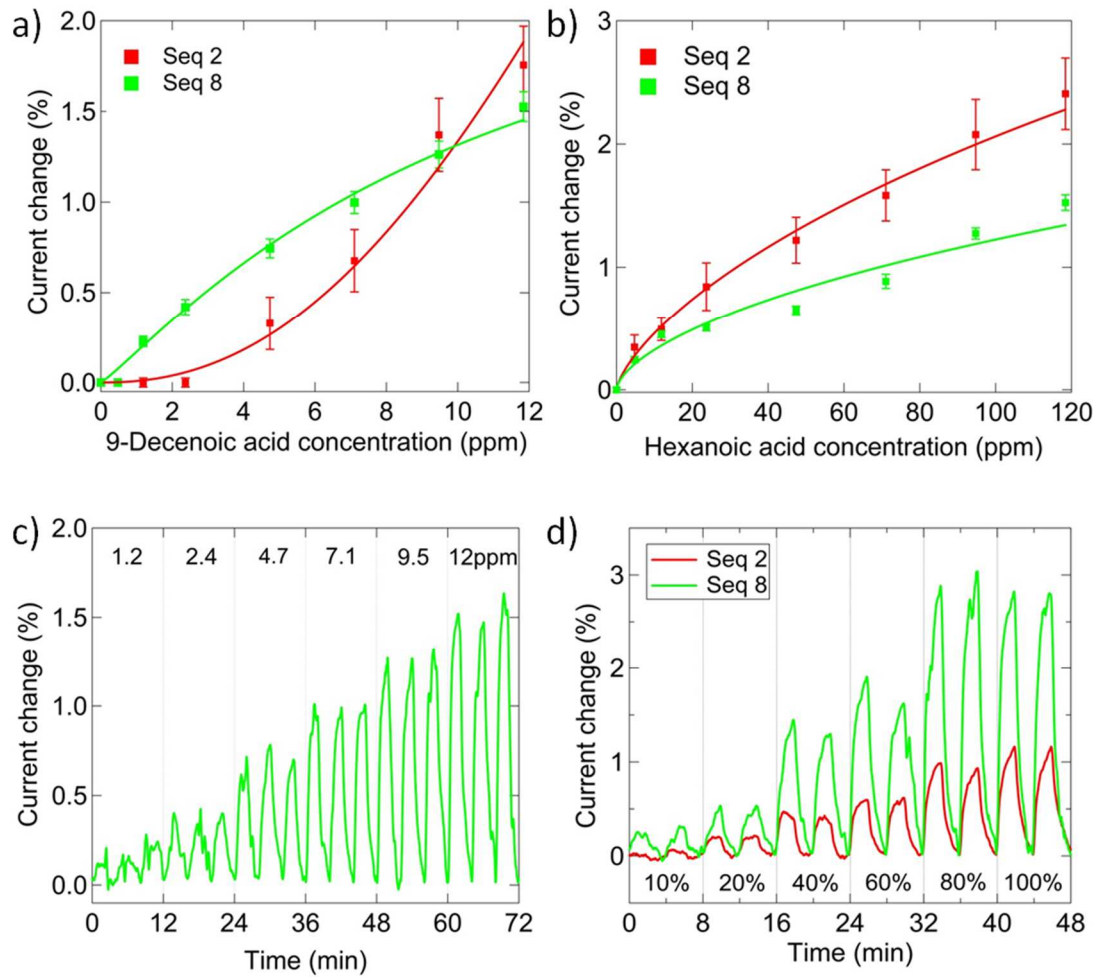 a)
2.0
1.5
1.0
0.5
0.0
Current change (%)
Seq 2
Seq 8
0 2 4 6 8 10 12
9-Decenoic acid concentration (ppm)
b)
3
2
1
0
Current change (%)
Seq 2
Seq 8
0 20 40 60 80 100 120
Hexanoic acid concentration (ppm)
c)
2.0
1.5
1.0
0.5
0.0
Current change (%)
1.2 2.4 4.7 7.1 9.5 12ppm
0 12 24 36 48 60 72
Time (min)
d)
3
2
1
0
Current change (%)
Seq 2
Seq 8
10% 20% 40% 60% 80% 100%
0 8 16 24 32 40 48
Time (min)